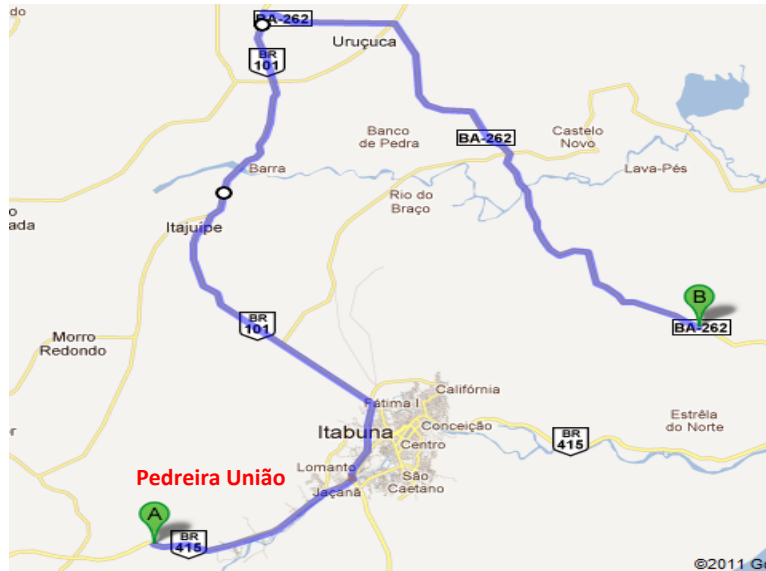 do
BA-262
Uruçuca
BR
101
Banco
de Pedra
BA-262
Castelo
Novo
Barra
Lava-Pés
Rio do
Braço
o
ada
Itajuípe
B
BR
101
BA-262
Morro
Redondo
Califórnia
Fátima I
Estrêla
do Norte
Conceição
Itabuna
Centro
BR
415
or
Lomanto
São
Caetano
Pedreira União
Jaçanã
A
BR
415
©2011 Go